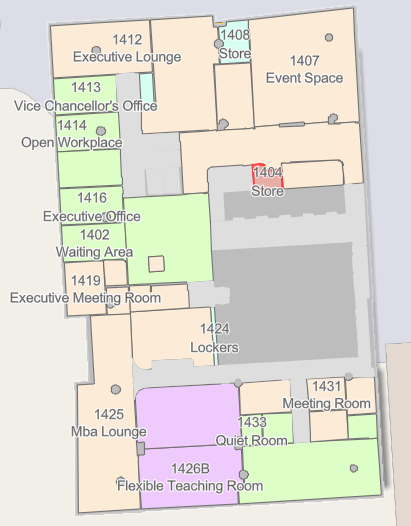 1412
Executive Lounge
1408
Store
1407
Event Space
1413
Vice Chancellor's Office
1414
Open Workplace
1404
Store
1416
Executive Office
1402
Waiting Area
1419
Executive Meeting Room
1424
Lockers
1431
Meeting Room
1425
Mba Lounge
1433
Quiet Room
1426B
Flexible Teaching Room